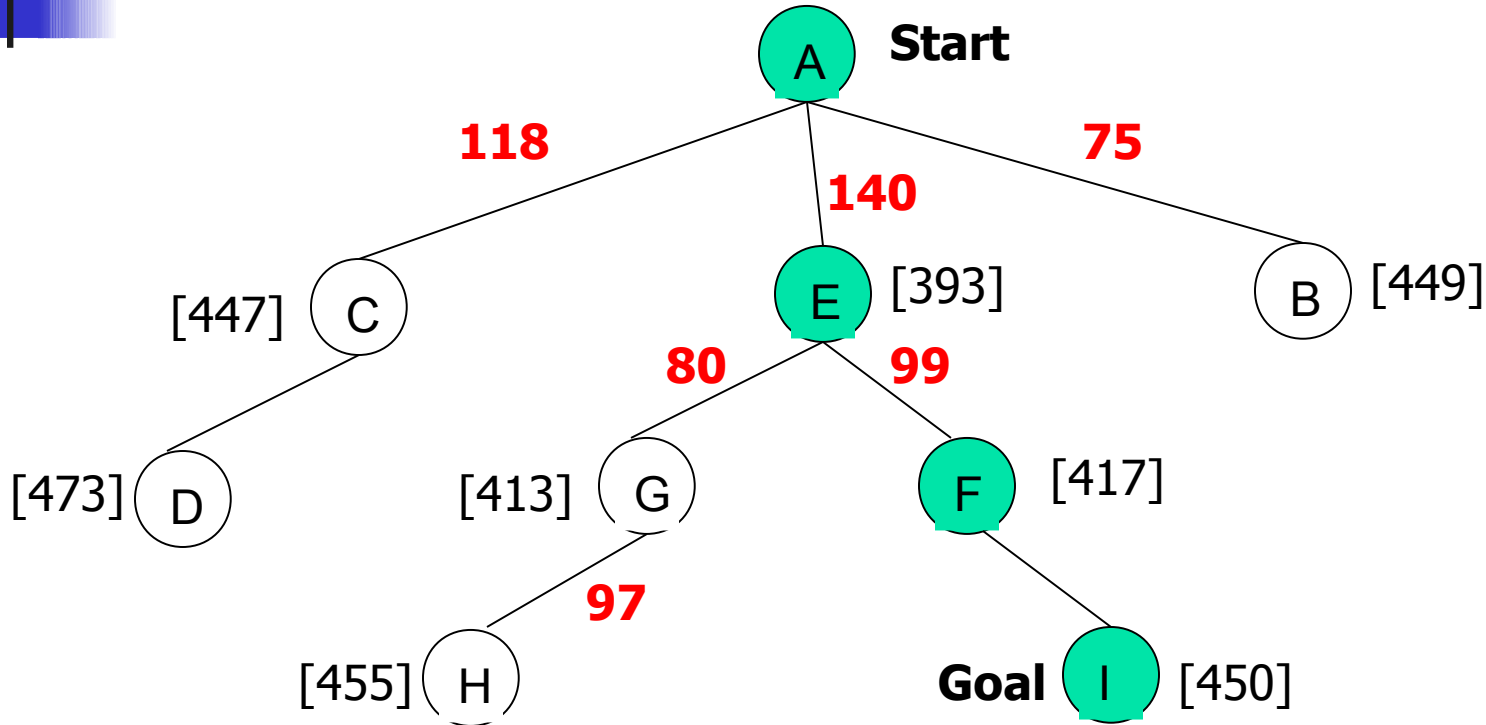 A Start
118
75
140
[447] C
E [393]
B [449]
80
99
[473] D
[413] G
F [417]
97
[455] H
Goal I [450]